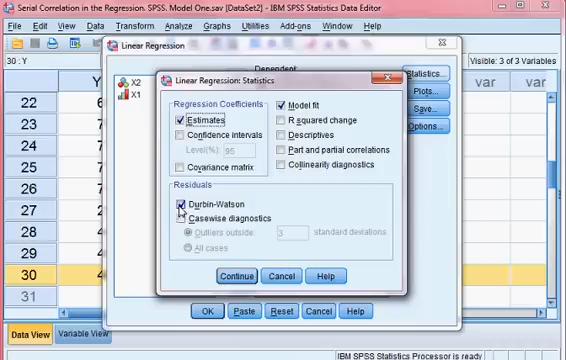 Serial Correlation in the Regression. SPSS. Model One.sav [DataSet2] - IBM SPSS Statistics Data Editor
File Edit View Data Transform Analyze Graphs Utilities Add-ons Window Help
Linear Regression
30 : Y
Visible: 3 of 3 Variables
Dependent:
Y
X2
X1
Statistics...
Plots...
Save...
Options...
var
var
Linear Regression: Statistics
Regression Coefficients
Estimates
Confidence intervals
Level(%): 95
Covariance matrix
Model fit
R squared change
Descriptives
Part and partial correlations
Collinearity diagnostics
Residuals
Durbin-Watson
Casewise diagnostics
Outliers outside: 3 standard deviations
All cases
Continue Cancel Help
OK Paste Reset Cancel Help
22 6
23
24
25
26
27
28
29
30 4
31
Data View Variable View
IBM SPSS Statistics Processor is ready